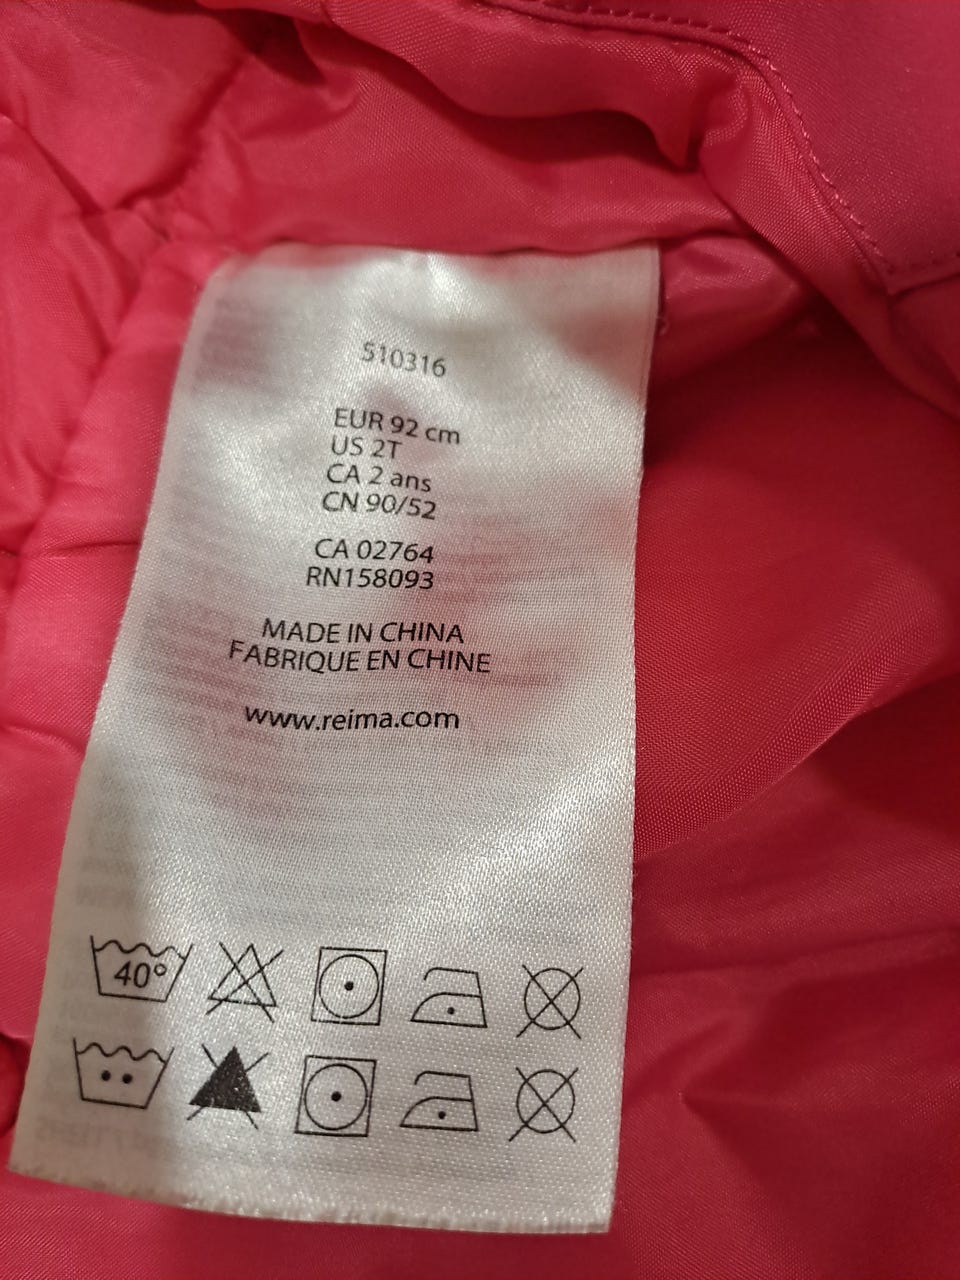 510316
EUR 92 cm
US 2T
CA 2 ans
CN 90/52
CA 02764
RN158093
MADE IN CHINA
FABRIQUE EN CHINE
www.reima.com
40°